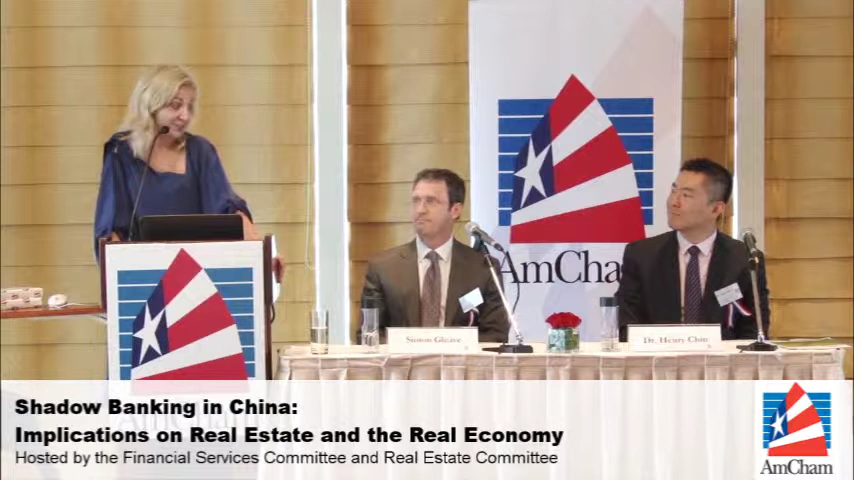 AmCham
Simon Gleave
Dr. Henry Chin
Shadow Banking in China:
Implications on Real Estate and the Real Economy
Hosted by the Financial Services Committee and Real Estate Committee
AmCham